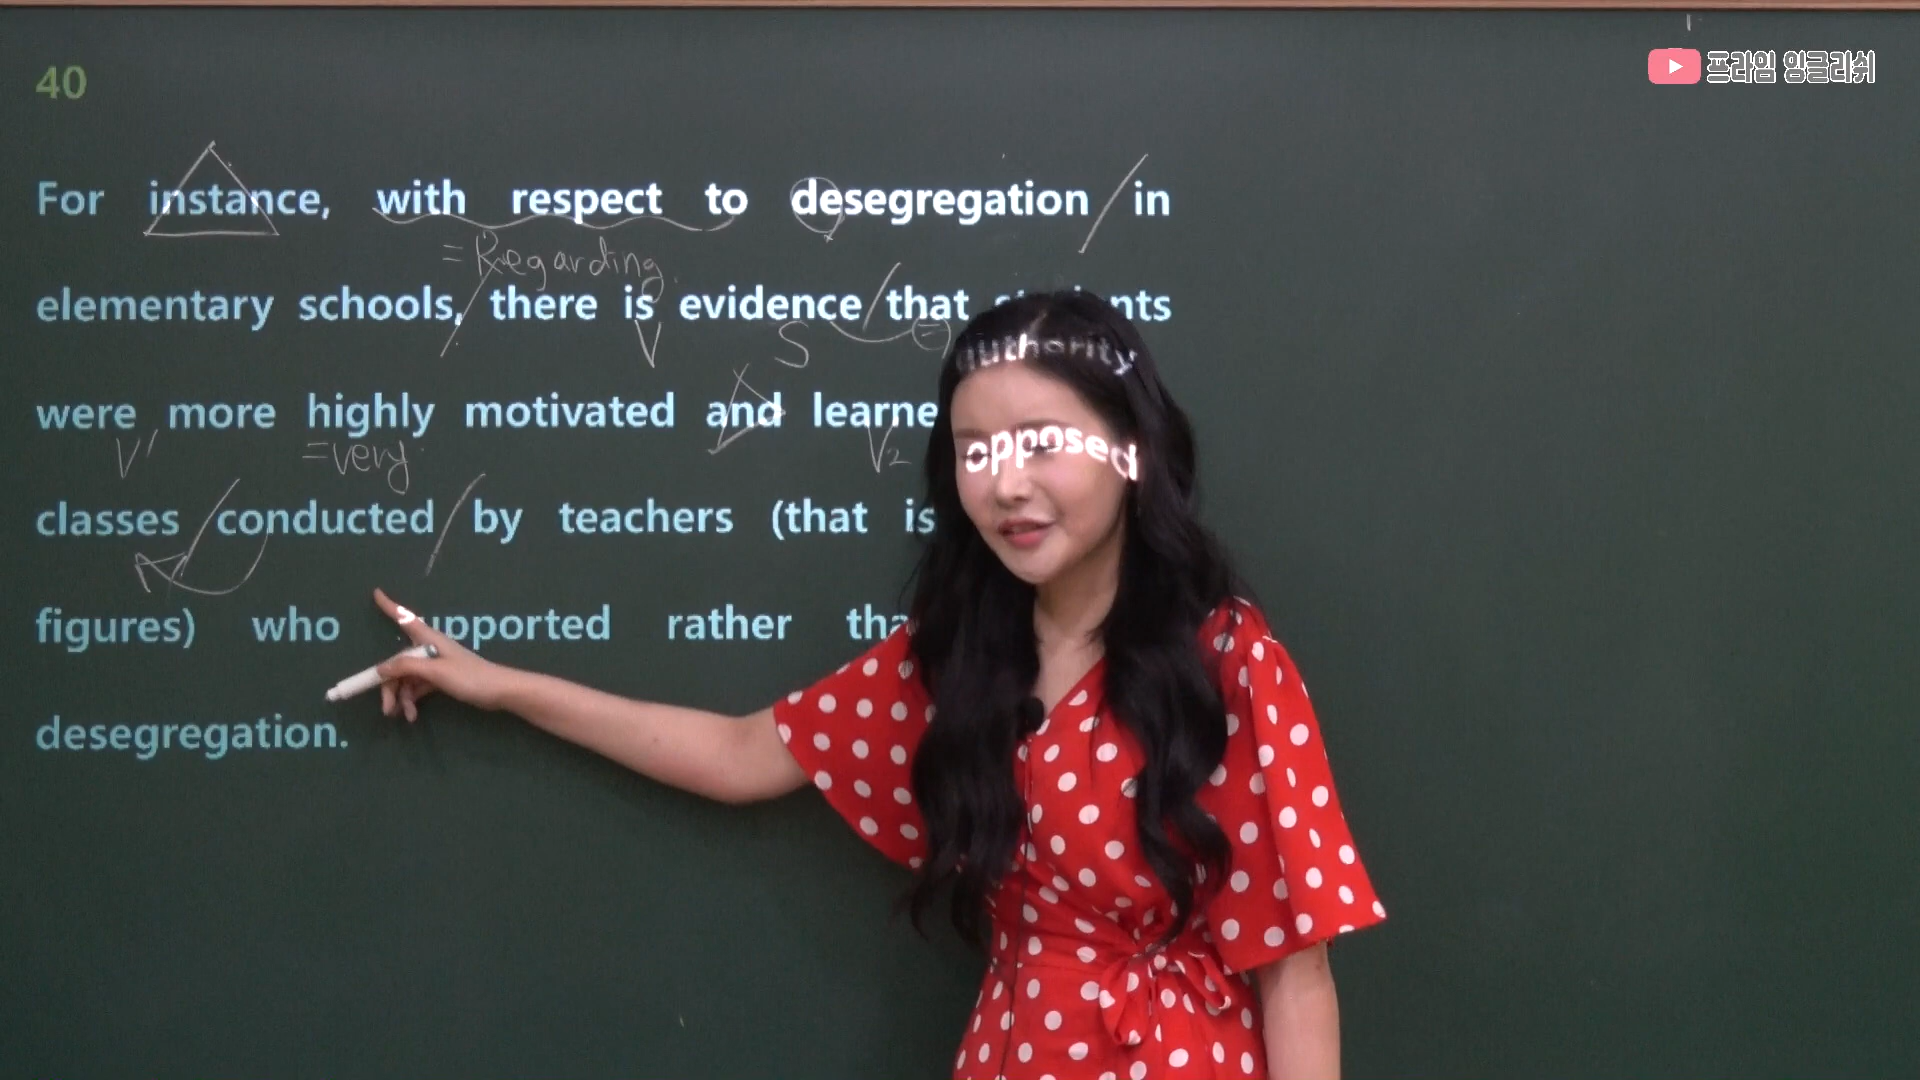 프라임 잉글리쉬
40
For instance, with respect to desegregation in
= Regarding
elementary schools, there is evidence that students
V S =
authority
were more highly motivated and learne
V' =very V2
opposed
classes conducted by teachers (that is
figures) who supported rather tha
desegregation.